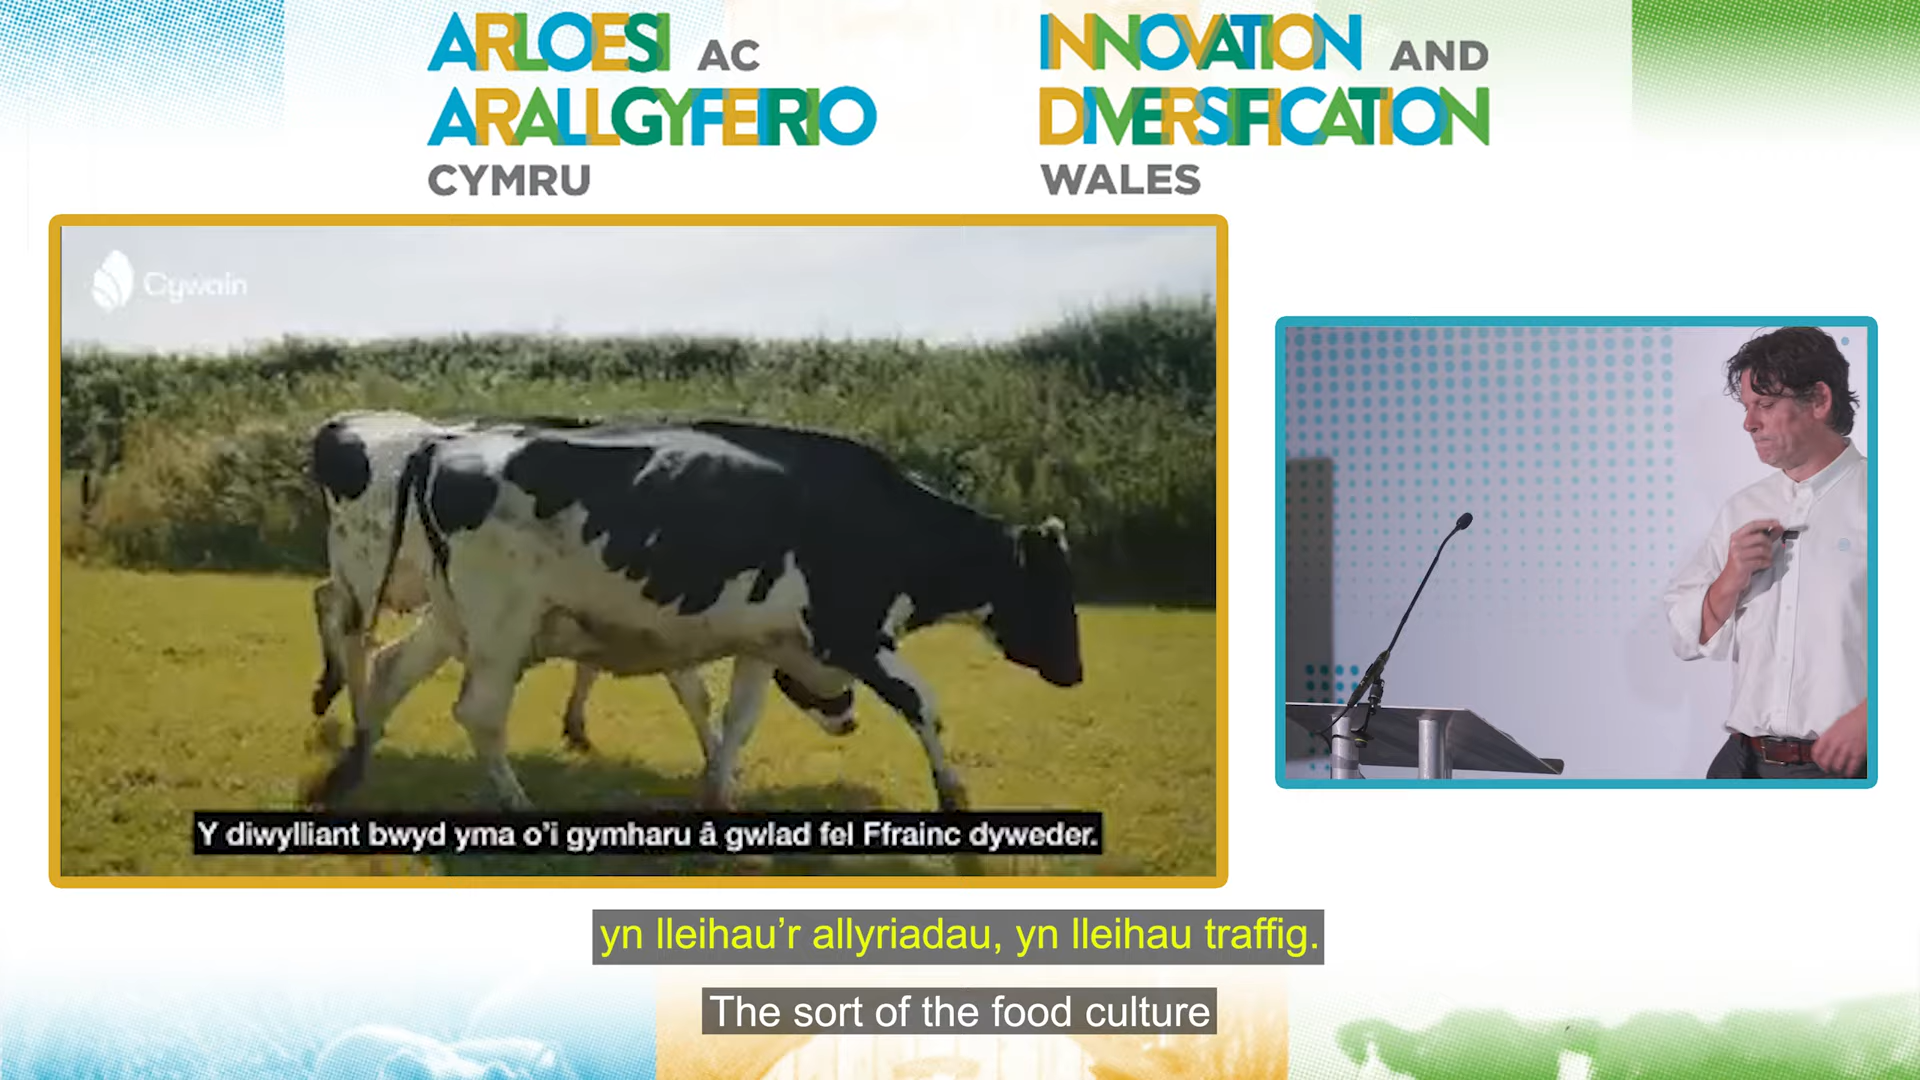 ARLOESI AC
ARALLGYFEIRIO
CYMRU
INNOVATION AND
DIVERSIFICATION
WALES
Cywain
Y diwylliant bwyd yma o'i gymharu â gwlad fel Ffrainc dyweder.
yn lleihau'r allyriadau, yn lleihau traffig.
The sort of the food culture